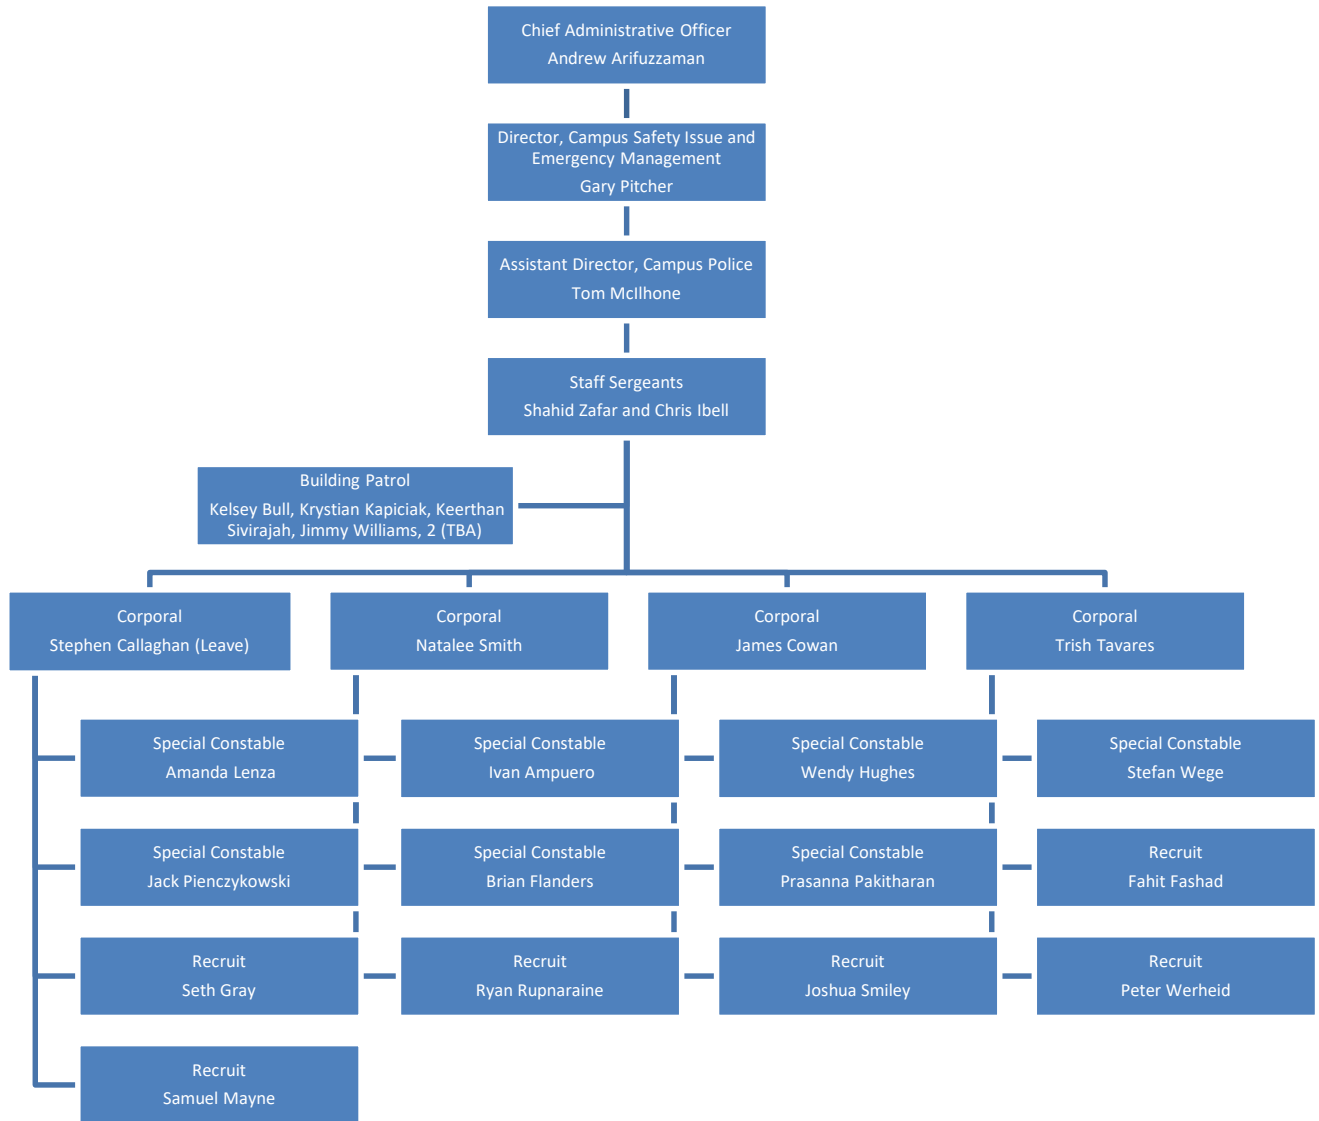 Chief Administrative Officer
Andrew Arifuzzaman
Director, Campus Safety Issue and
Emergency Management
Gary Pitcher
Assistant Director, Campus Police
Tom McIlhone
Staff Sergeants
Shahid Zafar and Chris Ibell
Building Patrol
Kelsey Bull, Krystian Kapiciak, Keerthan
Sivirajah, Jimmy Williams, 2 (TBA)
Corporal
Stephen Callaghan (Leave)
Corporal
Natalee Smith
Corporal
James Cowan
Corporal
Trish Tavares
Special Constable
Amanda Lenza
Special Constable
Ivan Ampuero
Special Constable
Wendy Hughes
Special Constable
Stefan Wege
Special Constable
Jack Pienczykowski
Special Constable
Brian Flanders
Special Constable
Prasanna Pakitharan
Recruit
Fahit Fashad
Recruit
Seth Gray
Recruit
Ryan Rupnaraine
Recruit
Joshua Smiley
Recruit
Peter Werheid
Recruit
Samuel Mayne